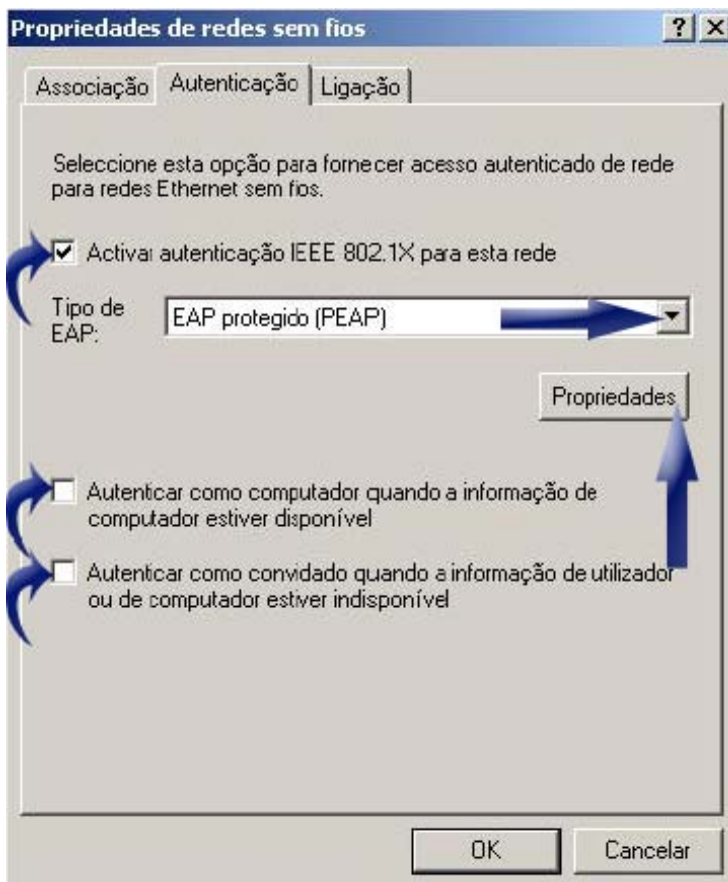 Propriedades de redes sem fios
Associação Autenticação Ligação
Seleccione esta opção para fornecer acesso autenticado de rede
para redes Ethernet sem fios.
Activar autenticação IEEE 802.1X para esta rede
Tipo de
EAP:
EAP protegido (PEAP)
Propriedades
Autenticar como computador quando a informação de
computador estiver disponível
Autenticar como convidado quando a informação de utilizador
ou de computador estiver indisponível
OK Cancelar